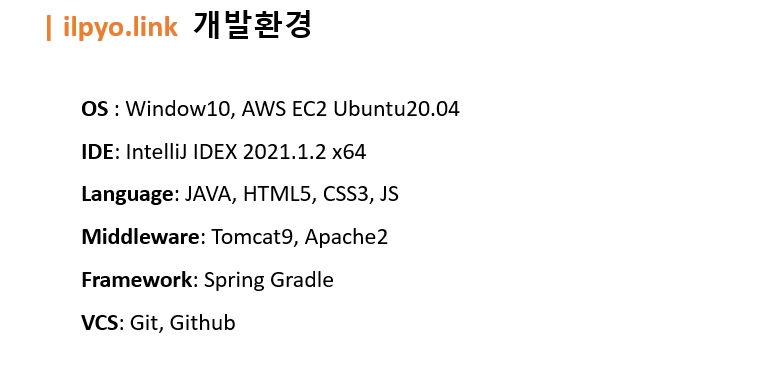 | ilpyo.link 개발환경
OS : Window10, AWS EC2 Ubuntu20.04
IDE: IntelliJ IDEX 2021.1.2 x64
Language: JAVA, HTML5, CSS3, JS
Middleware: Tomcat9, Apache2
Framework: Spring Gradle
VCS: Git, Github